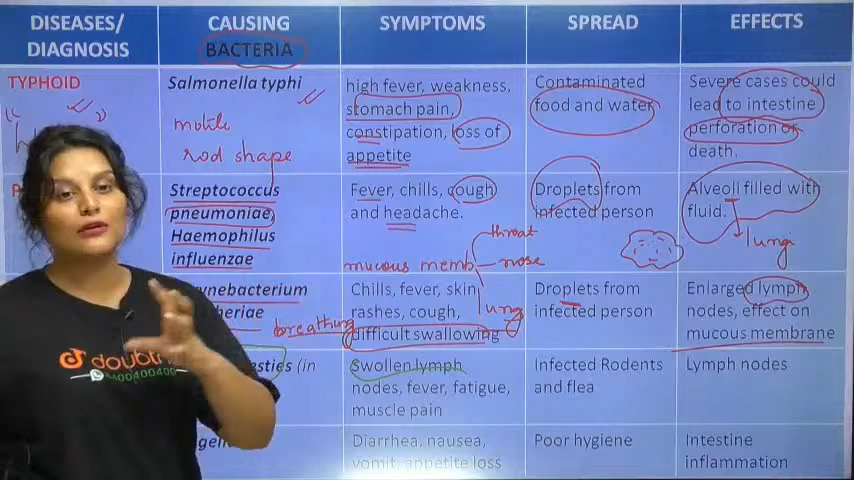 DISEASES/ DIAGNOSIS
CAUSING BACTERIA
SYMPTOMS
SPREAD
EFFECTS
TYPHOID
Salmonella typhi
motile
rod shape
high fever, weakness,
stomach pain,
constipation, loss of
appetite
Contaminated
food and water
Severe cases could
lead to intestine
perforation or
death.
Streptococcus
pneumoniae,
Haemophilus
influenzae
Fever, chills, cough
and headache.
Droplets from
infected person
Alveoli filled with
fluid.
lung
mucous memb
throat
nose
lung
breathing
Chills, fever, skin
rashes, cough,
difficult swallowing
Droplets from
infected person
Enlarged lymph
nodes, effect on
mucous membrane
(in
Swollen lymph
nodes, fever, fatigue,
muscle pain
Infected Rodents
and flea
Lymph nodes
Diarrhea, nausea,
vomit, appetite loss
Poor hygiene
Intestine
inflammation
doubtn
8400400400